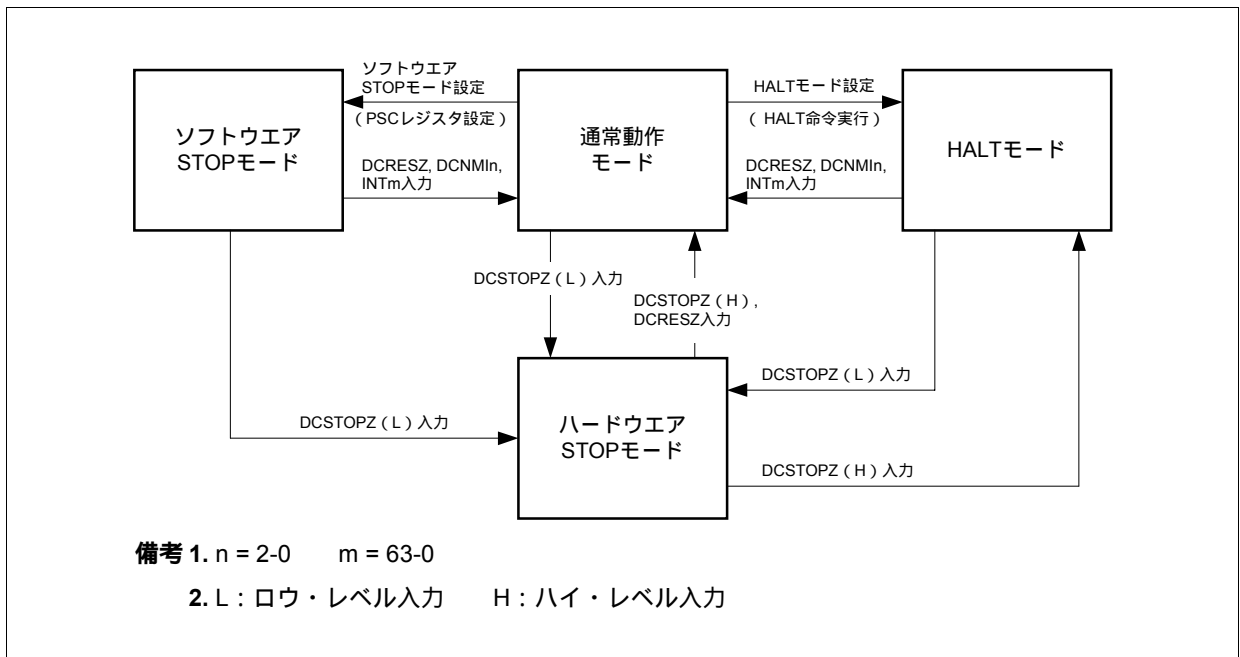 ソフトウエア
STOPモード設定
（PSCレジスタ設定）
HALTモード設定
（ HALT命令実行）
ソフトウエア
STOPモード
通常動作
モード
HALTモード
DCRESZ, DCNMIn,
INTm入力
DCRESZ, DCNMIn,
INTm入力
DCSTOPZ（L）入力
DCSTOPZ（H）,
DCRESZ入力
DCSTOPZ（L）入力
DCSTOPZ（L）入力
ハードウエア
STOPモード
DCSTOPZ（H）入力
備考 1. n = 2-0 m = 63-0
2. L：ロウ・レベル入力 H：ハイ・レベル入力